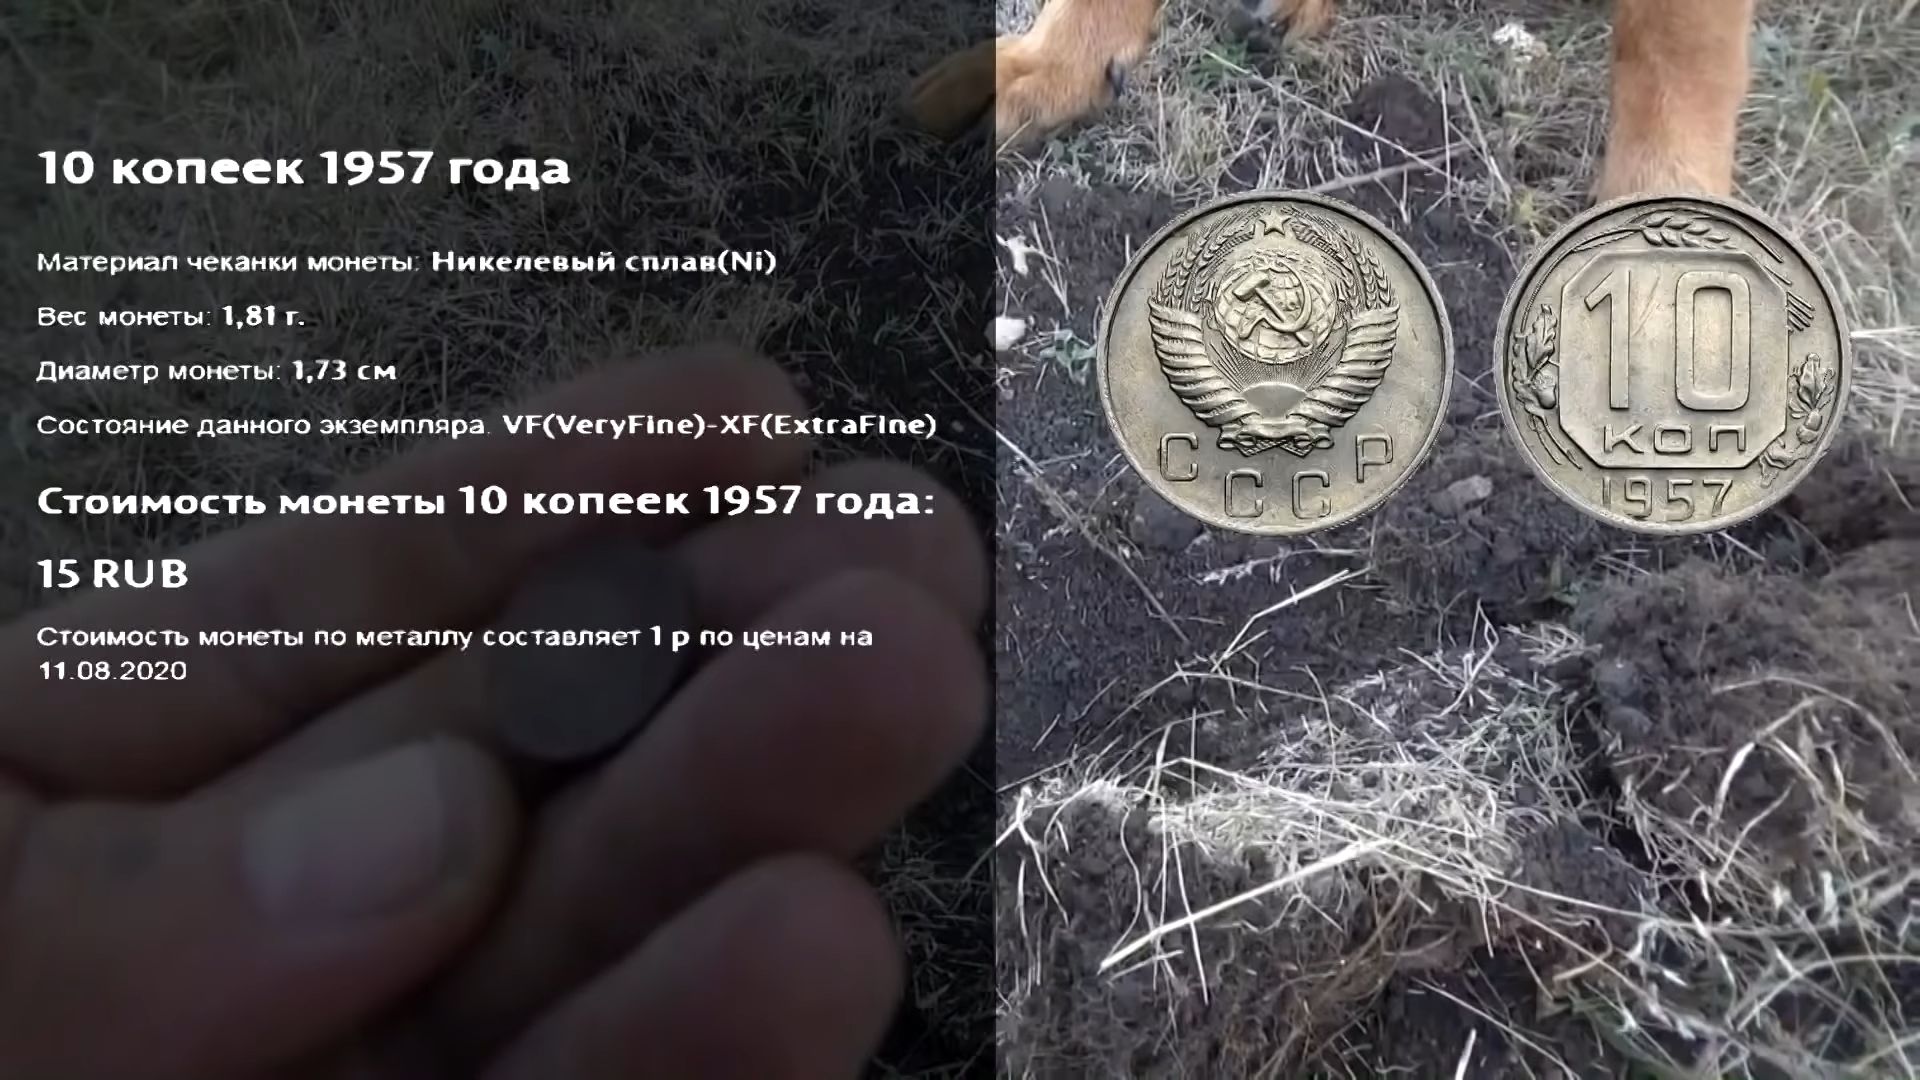 10 копеек 1957 года
Материал чеканки монеты: Никелевый сплав(Ni)
Вес монеты: 1,81 г.
Диаметр монеты: 1,73 см
Состояние данного экземпляра: VF(VeryFine)-XF(ExtraFine)
Стоимость монеты 10 копеек 1957 года:
15 RUB
Стоимость монеты по металлу составляет 1 р по ценам на
11.08.2020
СССР
10
КОП
1957